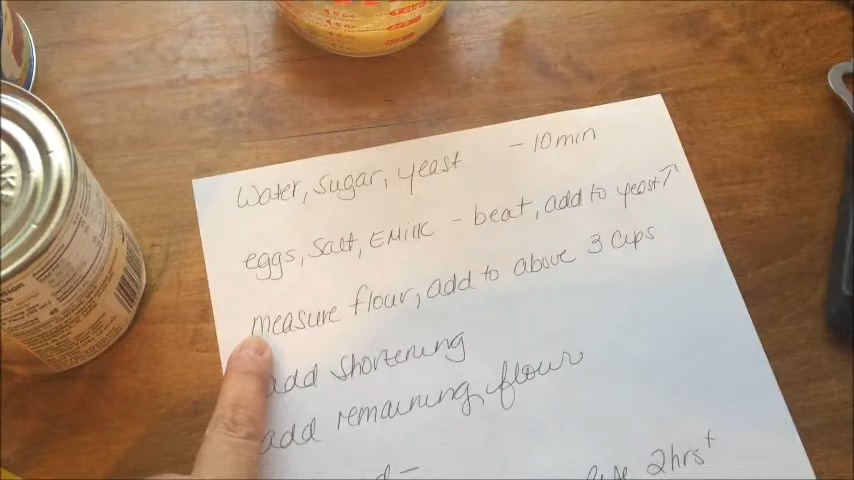 water, sugar, yeast - 10 min
eggs, salt, EMilk - beat, add to yeast ↗
measure flour, add to above 3 cups
add shortening
add remaining flour
2hrs+